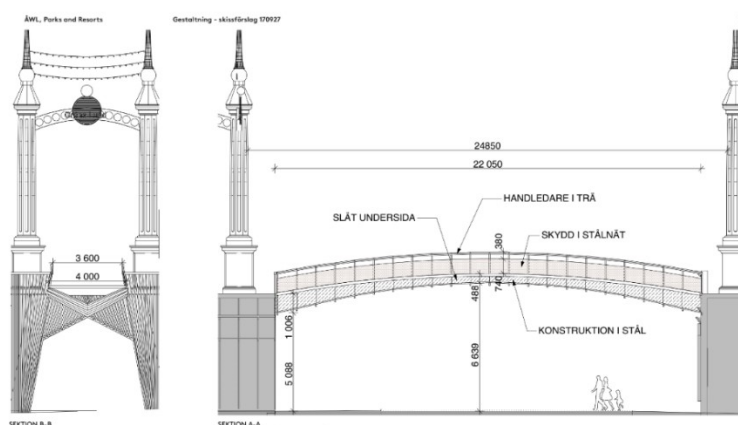 ÅWL, Parks and Resorts
Gestaltning - skissförslag 170927
24850
22 050
HANDLEDARE I TRÄ
SLÄT UNDERSIDA
380
SKYDD I STÅLNÄT
3 600
4 000
488
740
KONSTRUKTION I STÅL
1 006
5 088
6 639
SEKTION B-B
SEKTION A-A